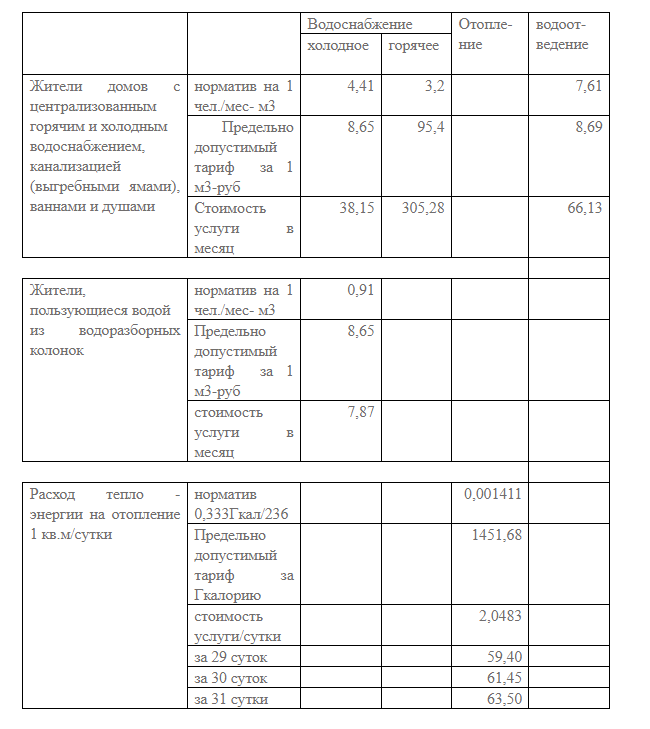 Водоснабжение Отопле- водоот-
холодное горячее ние ведение
Жители домов с норматив на 1 4,41 3,2 7,61
централизованным чел./мес- м3
горячим и холодным Предельно 8,65 95,4 8,69
водоснабжением, допустимый
канализацией тариф за 1
(выгребными ямами), м3-руб
ваннами и душами Стоимость 38,15 305,28 66,13
услуги в
месяц
Жители, норматив на 1 0,91
пользующиеся водой чел./мес- м3
из водоразборных Предельно 8,65
колонок допустимый
тариф за 1
м3-руб
стоимость 7,87
услуги в
месяц
Расход тепло - норматив 0,001411
энергии на отопление 0,333Гкал/236
1 кв.м/сутки Предельно 1451,68
допустимый
тариф за
Гкалорию
стоимость 2,0483
услуги/сутки
за 29 суток 59,40
за 30 суток 61,45
за 31 сутки 63,50